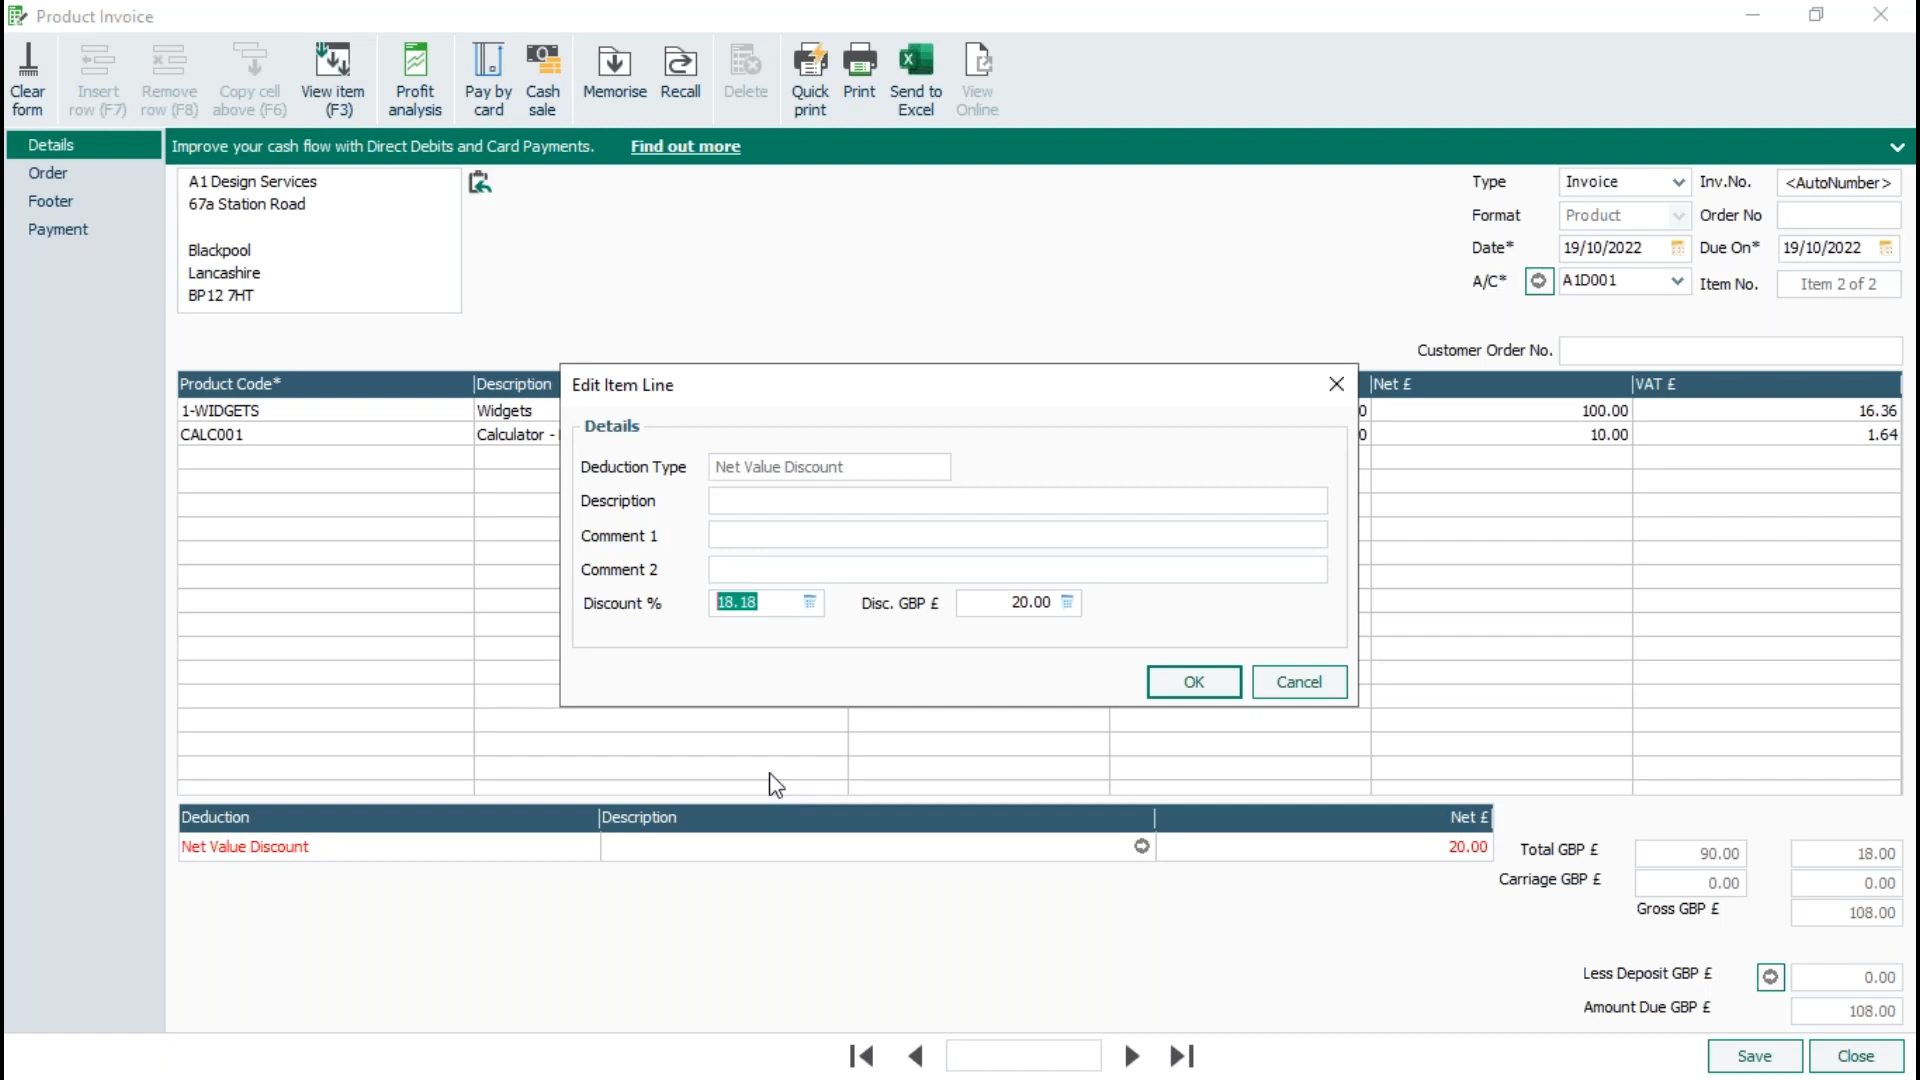 Product Invoice
Clear form
Insert row (F7)
Remove row (F8)
Copy cell above (F6)
View item (F3)
Profit analysis
Pay by card
Cash sale
Memorise
Recall
Delete
Quick print
Print
Send to Excel
View Online
Details
Order
Footer
Payment
Improve your cash flow with Direct Debits and Card Payments. Find out more
A1 Design Services
67a Station Road
Blackpool
Lancashire
BP12 7HT
Type Invoice Inv.No. <AutoNumber>
Format Product Order No
Date* 19/10/2022 Due On* 19/10/2022
A/C* A1D001 Item No. Item 2 of 2
Customer Order No.
Product Code* Description Net £ VAT £
1-WIDGETS Widgets 0 100.00 16.36
CALC001 Calculator - 0 10.00 1.64
Edit Item Line
Details
Deduction Type Net Value Discount
Description
Comment 1
Comment 2
Discount % 18.18 Disc. GBP £ 20.00
OK Cancel
Deduction Description Net £
Net Value Discount 20.00
Total GBP £ 90.00 18.00
Carriage GBP £ 0.00 0.00
Gross GBP £ 108.00
Less Deposit GBP £ 0.00
Amount Due GBP £ 108.00
Save Close